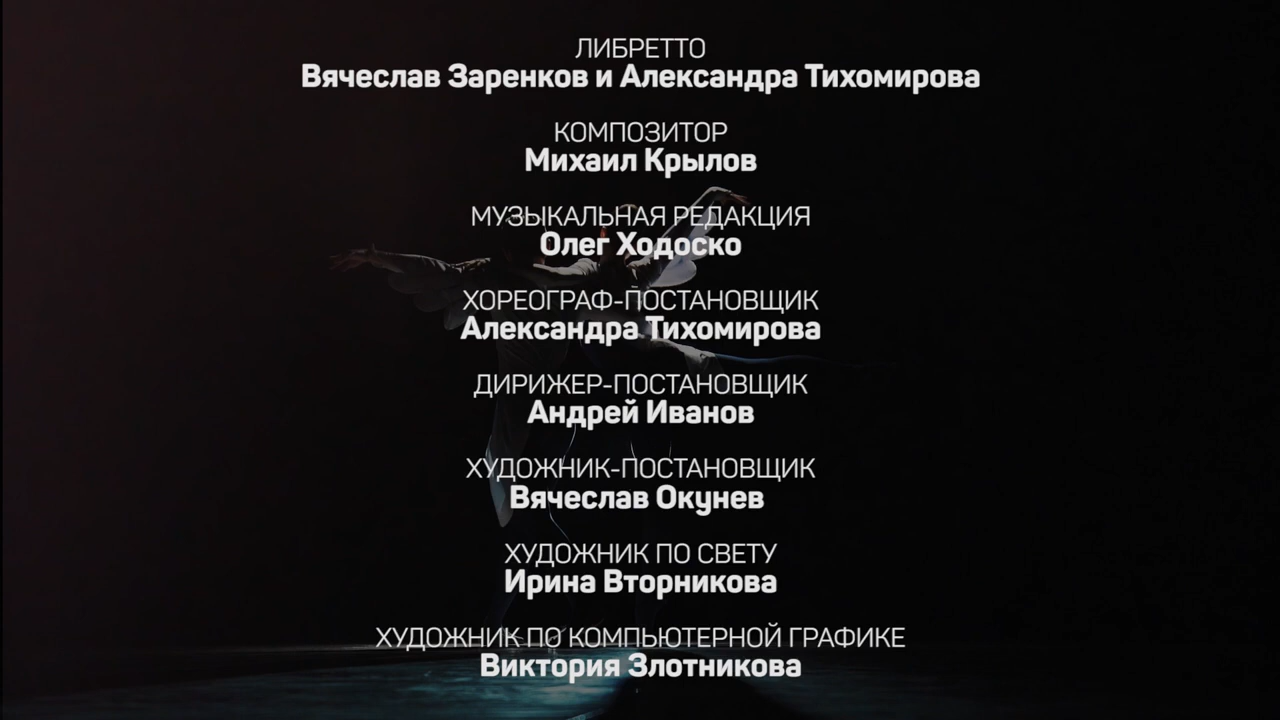 ЛИБРЕТТО
Вячеслав Заренков и Александра Тихомирова
КОМПОЗИТОР
Михаил Крылов
МУЗЫКАЛЬНАЯ РЕДАКЦИЯ
Олег Ходоско
ХОРЕОГРАФ-ПОСТАНОВЩИК
Александра Тихомирова
ДИРИЖЕР-ПОСТАНОВЩИК
Андрей Иванов
ХУДОЖНИК-ПОСТАНОВЩИК
Вячеслав Окунев
ХУДОЖНИК ПО СВЕТУ
Ирина Вторникова
ХУДОЖНИК ПО КОМПЬЮТЕРНОЙ ГРАФИКЕ
Виктория Злотникова